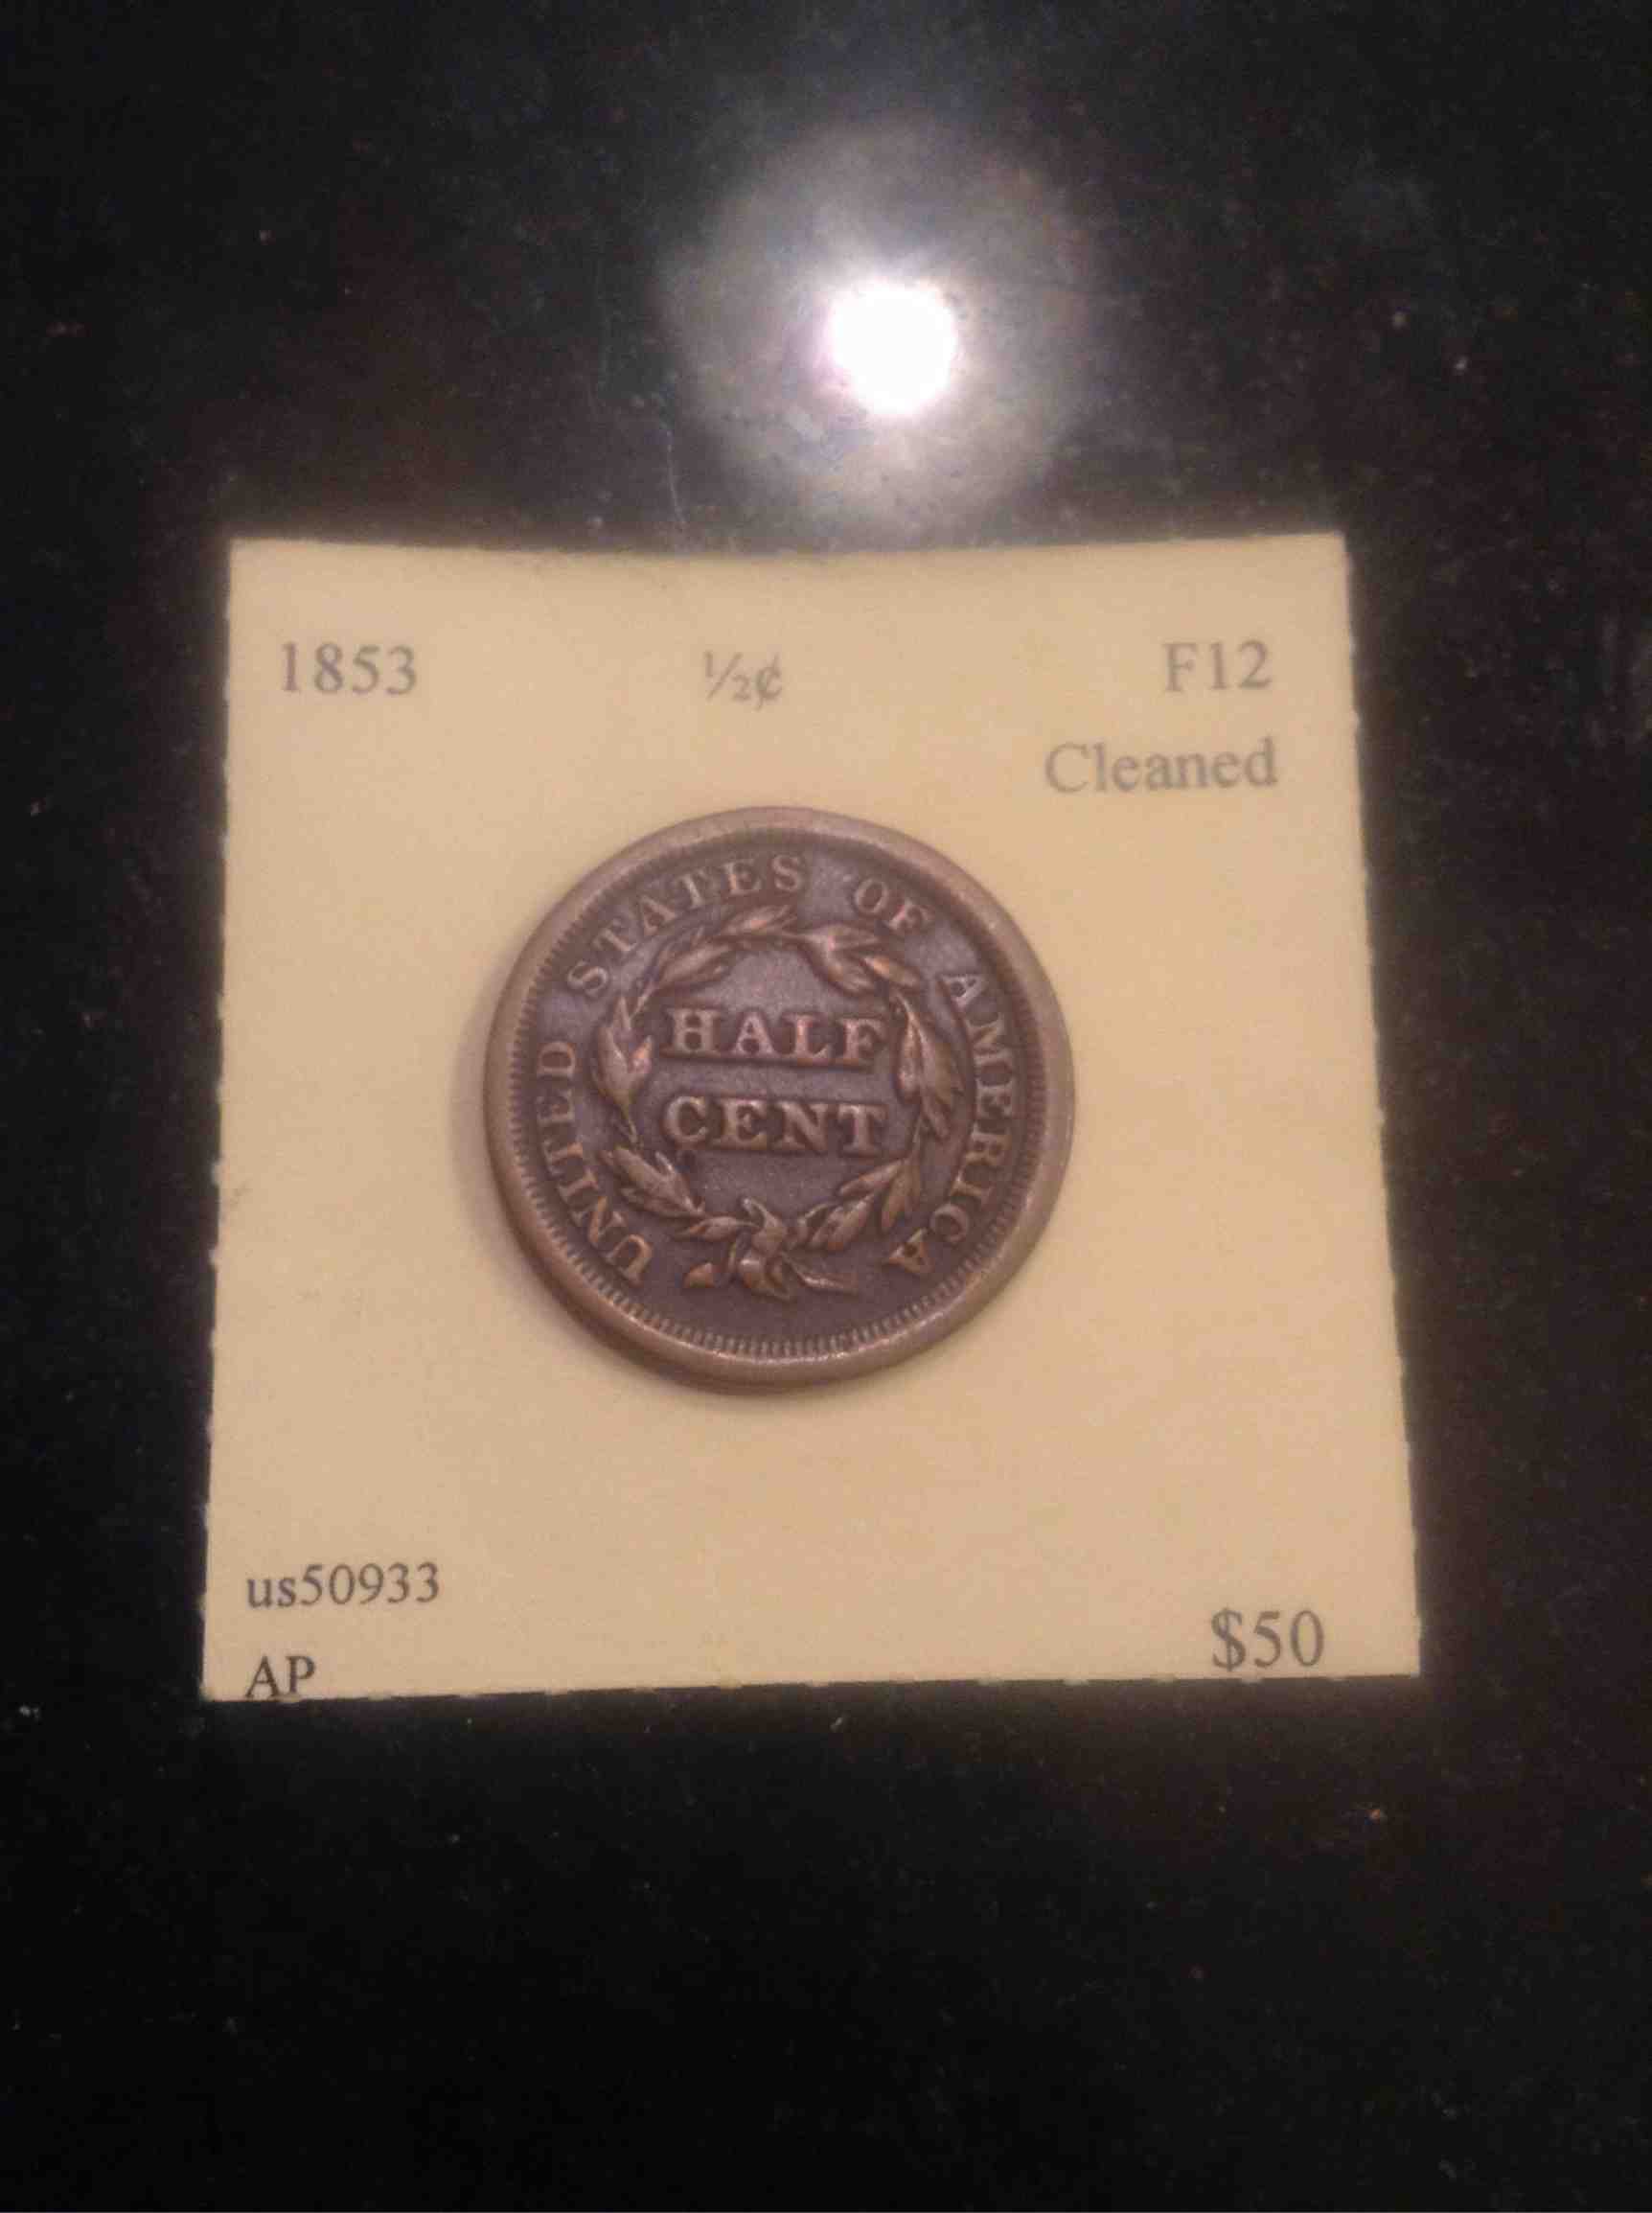 1853 ½¢ F12
Cleaned
UNITED STATES OF AMERICA
HALF
CENT
us50933
AP
$50